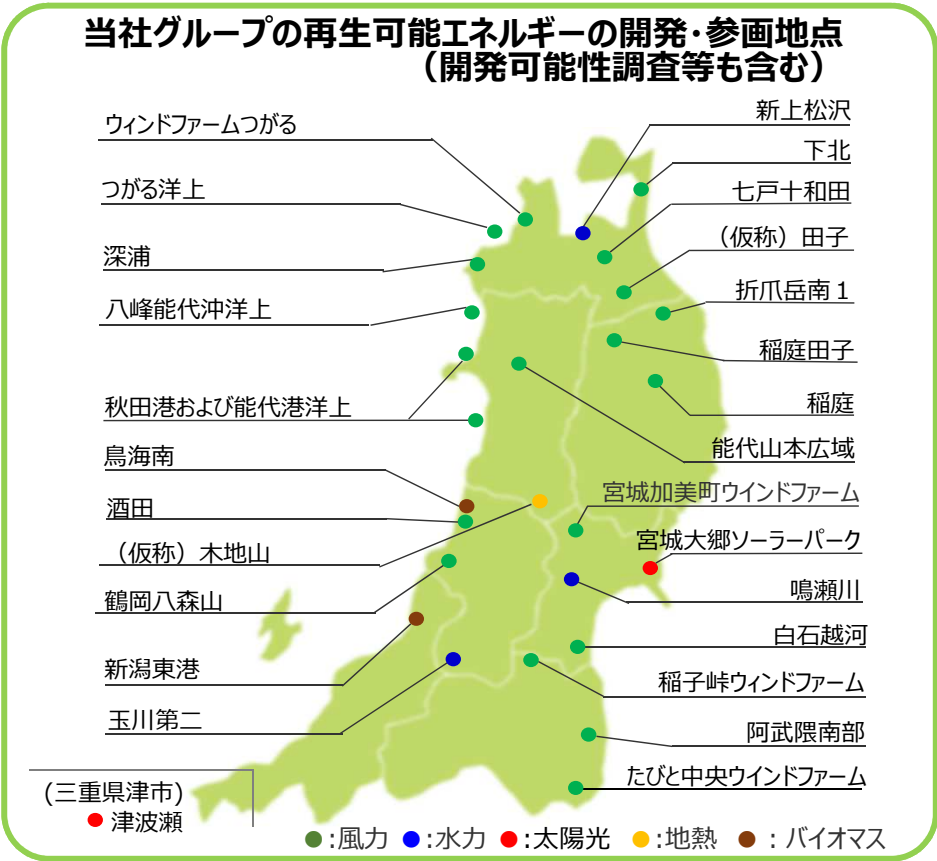 当社グループの再生可能エネルギーの開発・参画地点
（開発可能性調査等も含む）
ウィンドファームつがる
つがる洋上
深浦
八峰能代沖洋上
秋田港および能代港洋上
鳥海南
酒田
（仮称）木地山
鶴岡八森山
新潟東港
玉川第二
(三重県津市)
津波瀬
新上松沢
下北
七戸十和田
（仮称）田子
折爪岳南１
稲庭田子
稲庭
能代山本広域
宮城加美町ウインドファーム
宮城大郷ソーラーパーク
鳴瀬川
白石越河
稲子峠ウィンドファーム
阿武隈南部
たびと中央ウインドファーム
:風力 :水力 :太陽光 :地熱 ：バイオマス